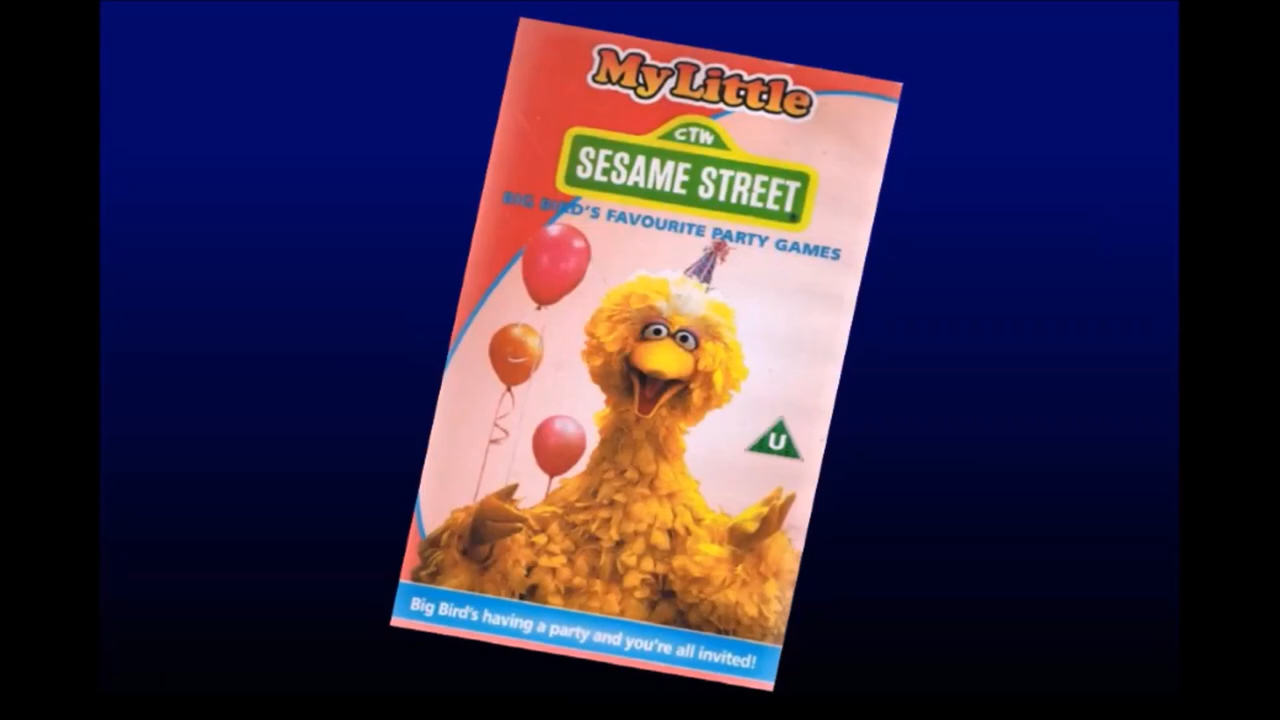 My Little
CTW
SESAME STREET
BIG BIRD'S FAVOURITE PARTY GAMES
U
Big Bird's having a party and you're all invited!